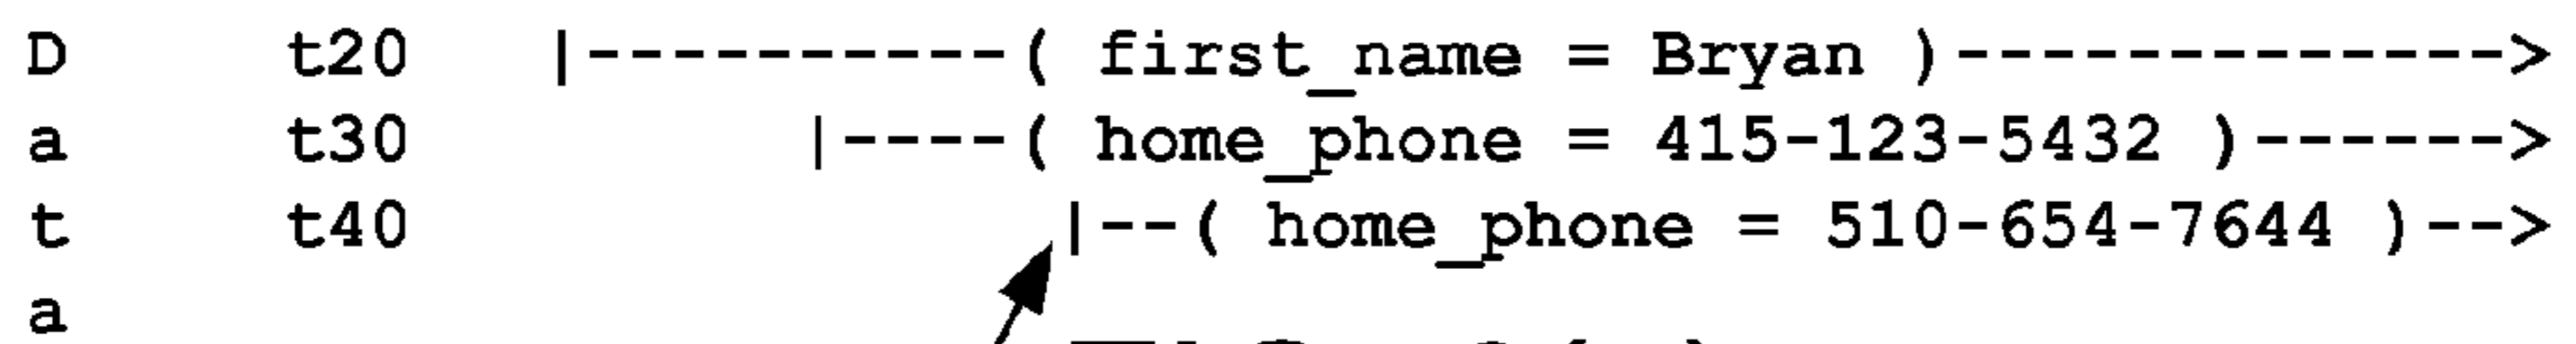 D t20 |----------( first_name = Bryan )------------->
a t30 |----( home_phone = 415-123-5432 )------>
t t40 |--( home_phone = 510-654-7644 )-->
a